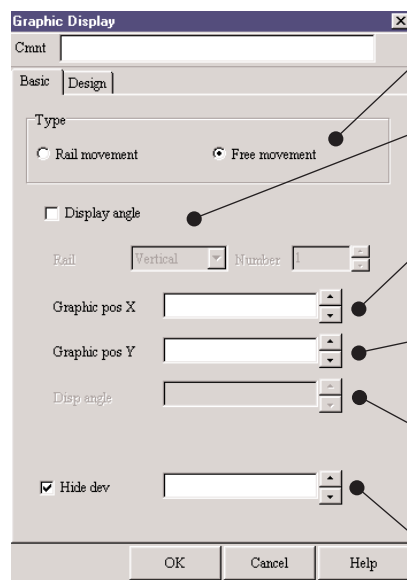 Graphic Display
Cmnt
Basic Design
Type
Rail movement Free movement
Display angle
Rail Vertical Number 1
Graphic pos X
Graphic pos Y
Disp angle
Hide dev
OK Cancel Help